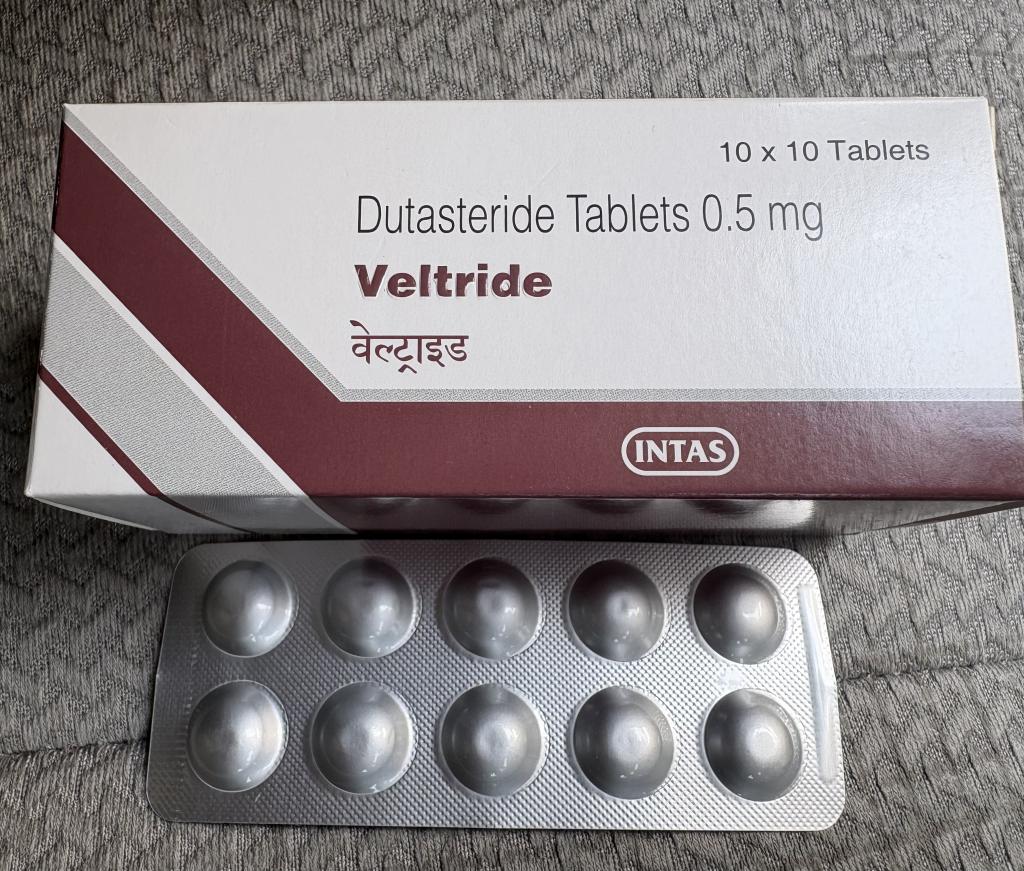 10 x 10 Tablets
Dutasteride Tablets 0.5 mg
Veltride
वेल्ट्राइड
INTAS